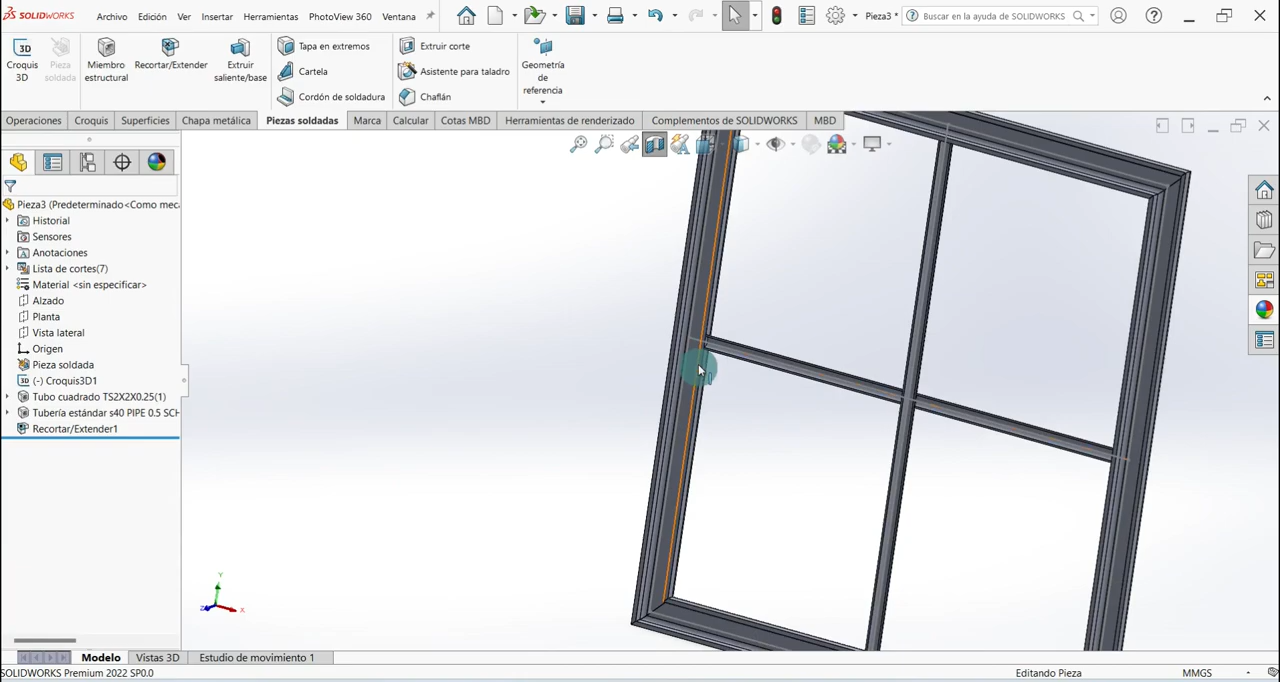 SOLIDWORKS Archivo Edición Ver Insertar Herramientas PhotoView 360 Ventana Pieza3 * Buscar en la ayuda de SOLIDWORKS
Croquis 3D
Pieza soldada
Miembro estructural
Recortar/Extender
Extruir saliente/base
Tapa en extremos
Cartela
Cordón de soldadura
Extruir corte
Asistente para taladro
Chaflán
Geometría de referencia
Operaciones Croquis Superficies Chapa metálica Piezas soldadas Marca Calcular Cotas MBD Herramientas de renderizado Complementos de SOLIDWORKS MBD
Pieza3 (Predeterminado<Como mec
Historial
Sensores
Anotaciones
Lista de cortes(7)
Material <sin especificar>
Alzado
Planta
Vista lateral
Origen
Pieza soldada
(-) Croquis3D1
Tubo cuadrado TS2X2X0.25(1)
Tubería estándar s40 PIPE 0.5 SCH
Recortar/Extender1
Y
Z X
Modelo Vistas 3D Estudio de movimiento 1
SOLIDWORKS Premium 2022 SP0.0 Editando Pieza MMGS